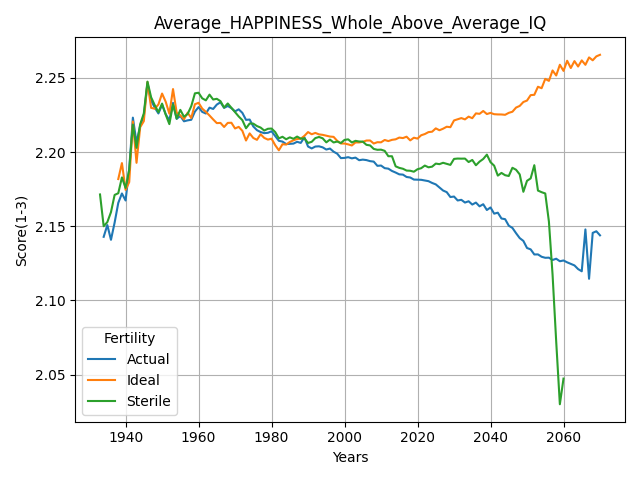 Average_HAPPINESS_Whole_Above_Average_IQ
Score(1-3)
2.25
2.20
2.15
2.10
2.05
Fertility
Actual
Ideal
Sterile
1940 1960 1980 2000 2020 2040 2060
Years